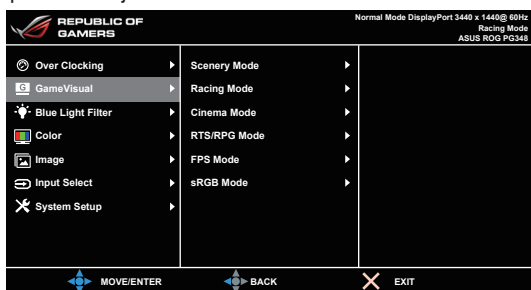 REPUBLIC OF
GAMERS
Normal Mode DisplayPort 3440 x 1440@ 60Hz
Racing Mode
ASUS ROG PG348
Over Clocking
G GameVisual
Blue Light Filter
Color
Image
Input Select
System Setup
Scenery Mode
Racing Mode
Cinema Mode
RTS/RPG Mode
FPS Mode
sRGB Mode
MOVE/ENTER
BACK
EXIT